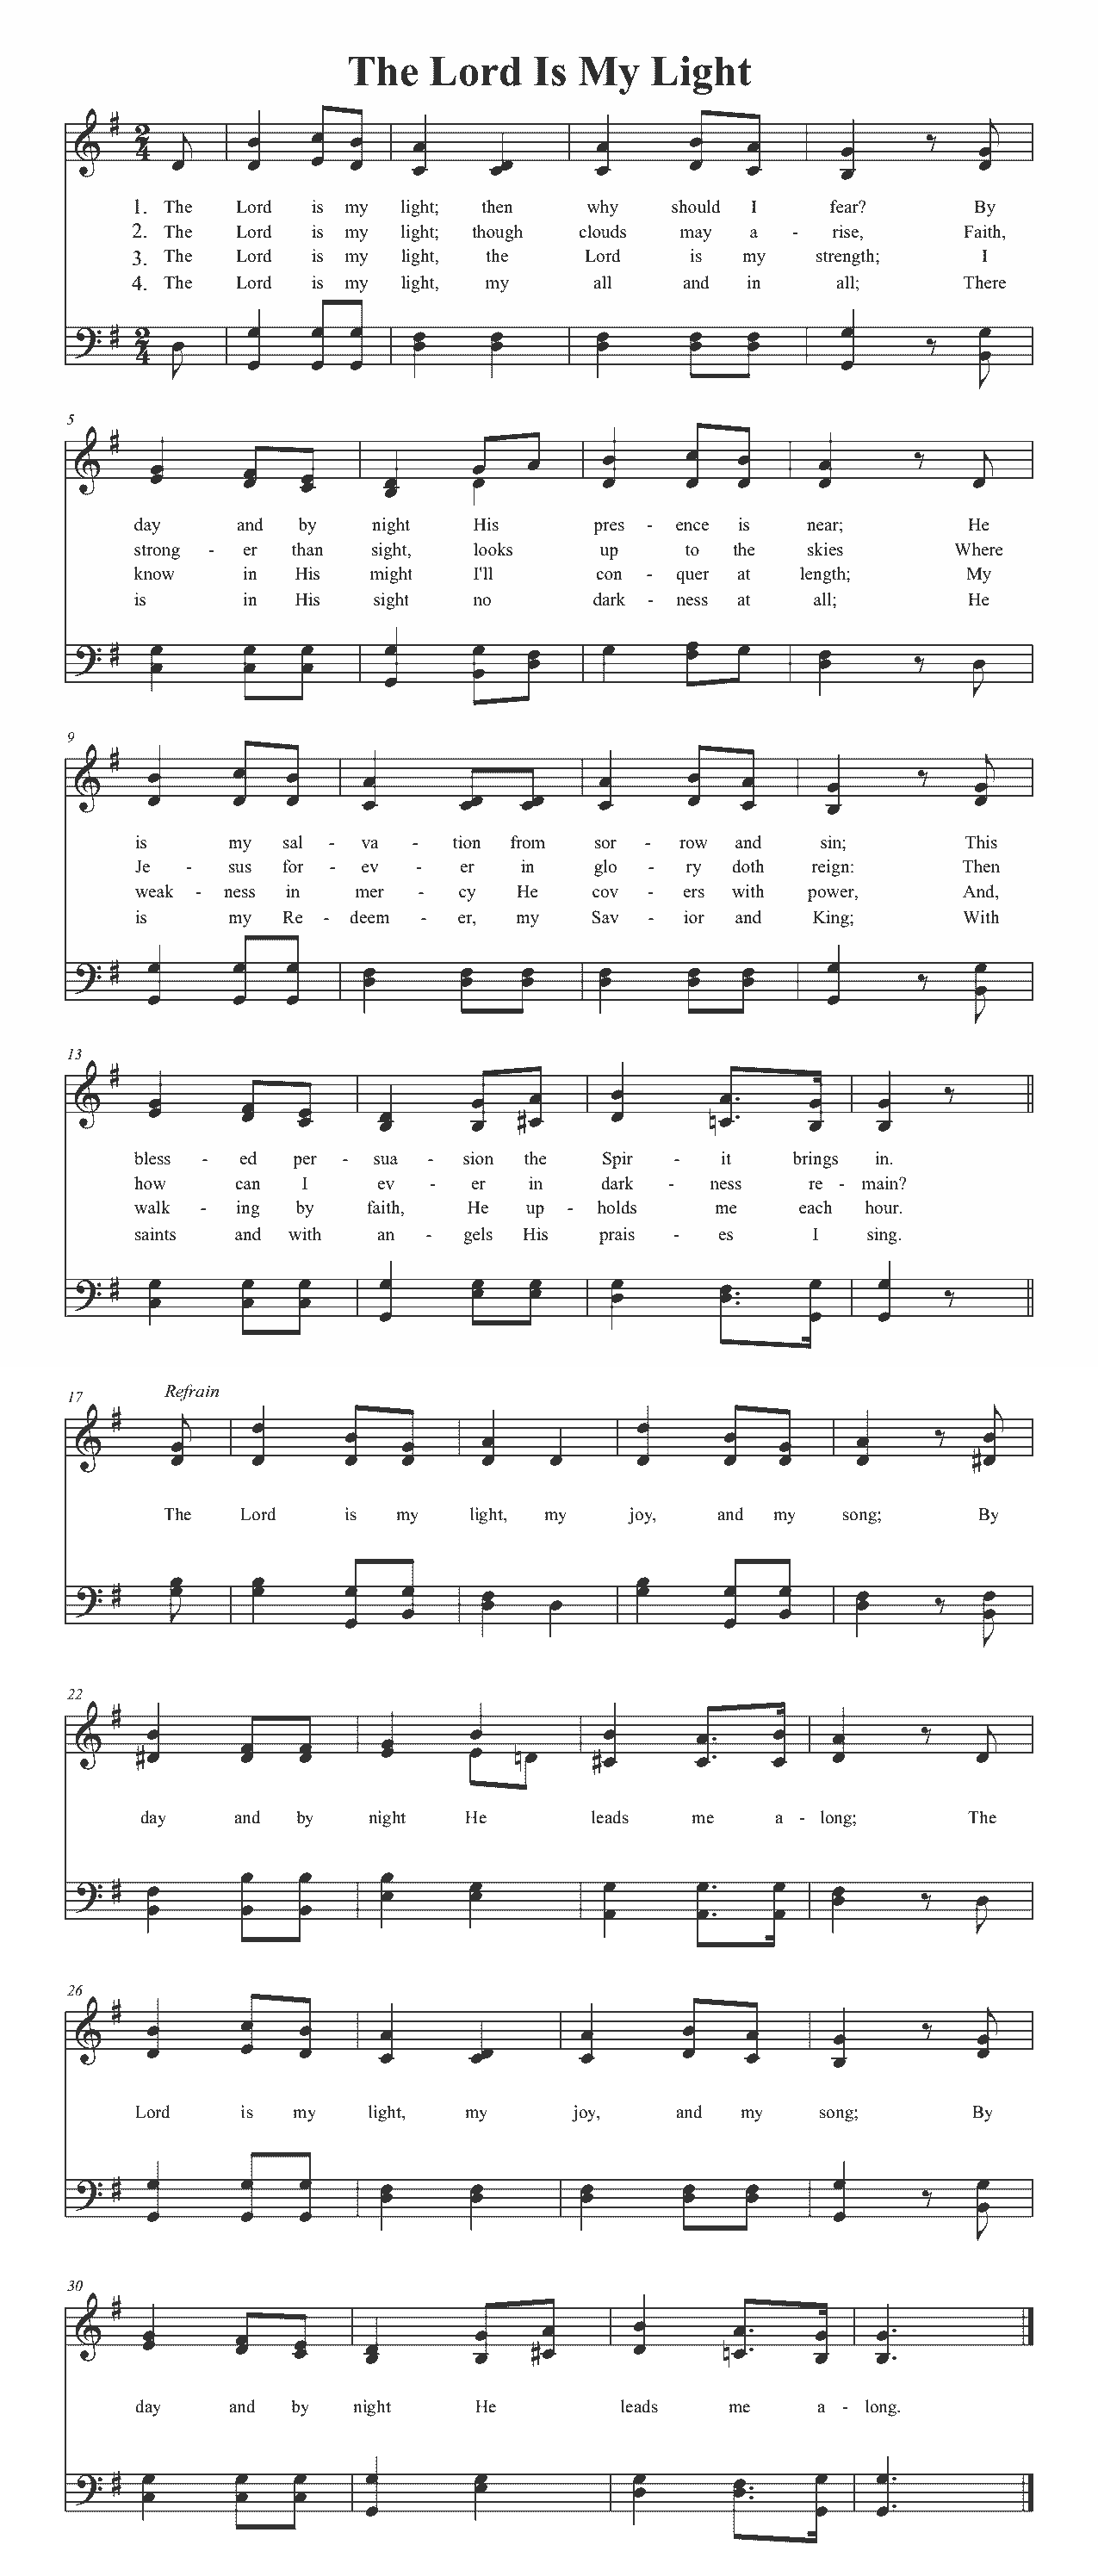 The Lord Is My Light
1. The Lord is my light; then why should I fear? By
2. The Lord is my light; though clouds may a - rise, Faith,
3. The Lord is my light, the Lord is my strength; I
4. The Lord is my light, my all and in all; There
5
day and by night His pres - ence is near; He
strong - er than sight, looks up to the skies Where
know in His might I'll con - quer at length; My
is in His sight no dark - ness at all; He
9
is my sal - va - tion from sor - row and sin; This
Je - sus for - ev - er in glo - ry doth reign: Then
weak - ness in mer - cy He cov - ers with power, And,
is my Re - deem - er, my Sav - ior and King; With
13
bless - ed per - sua - sion the Spir - it brings in.
how can I ev - er in dark - ness re - main?
walk - ing by faith, He up - holds me each hour.
saints and with an - gels His prais - es I sing.
17 Refrain
The Lord is my light, my joy, and my song; By
22
day and by night He leads me a - long; The
26
Lord is my light, my joy, and my song; By
30
day and by night He leads me a - long.